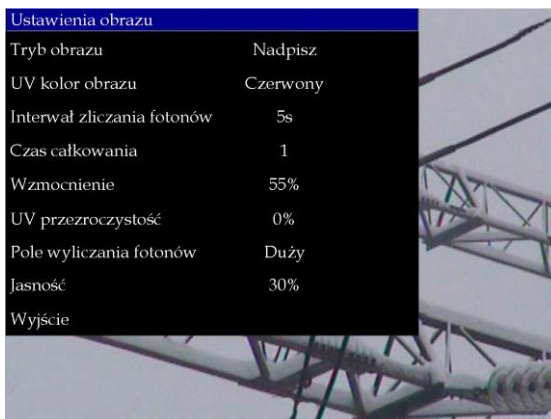 Ustawienia obrazu
Tryb obrazu Nadpisz
UV kolor obrazu Czerwony
Interwał zliczania fotonów 5s
Czas całkowania 1
Wzmocnienie 55%
UV przezroczystość 0%
Pole wyliczania fotonów Duży
Jasność 30%
Wyjście